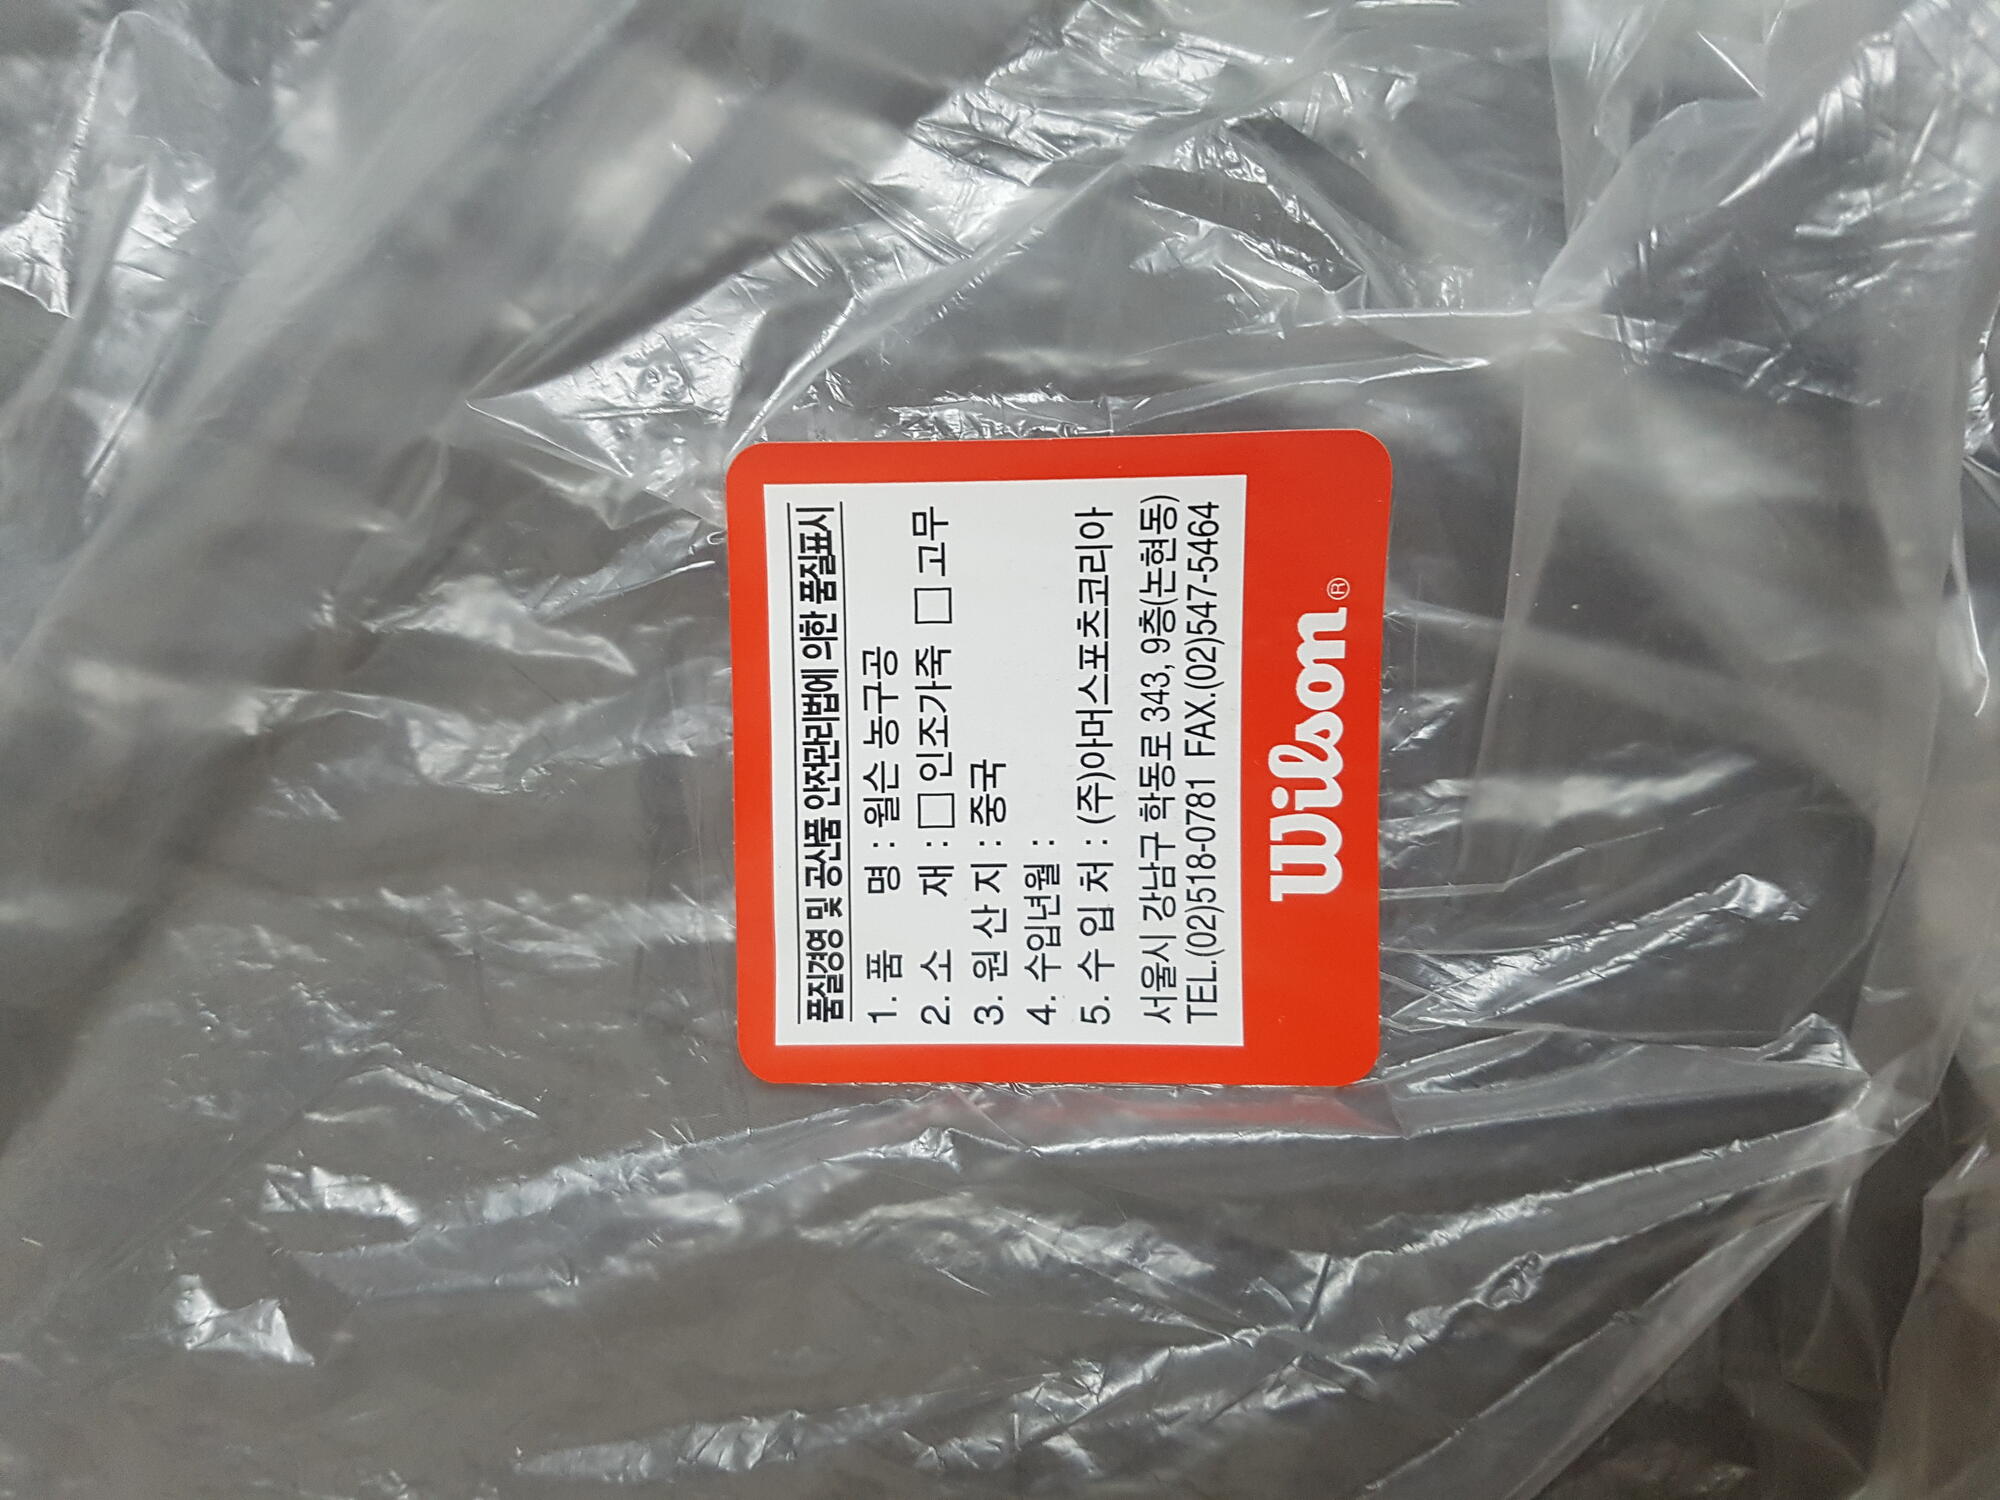 품질경영 및 공산품 안전관리법에 의한 품질표시
1. 품 명 : 윌슨 농구공
2. 소 재 : □ 인조가죽 □ 고무
3. 원 산 지 : 중국
4. 수입년월 :
5. 수 입 처 : (주)아머스포츠코리아
서울시 강남구 학동로 343, 9층(논현동)
TEL.(02)518-0781 FAX.(02)547-5464
Wilson®